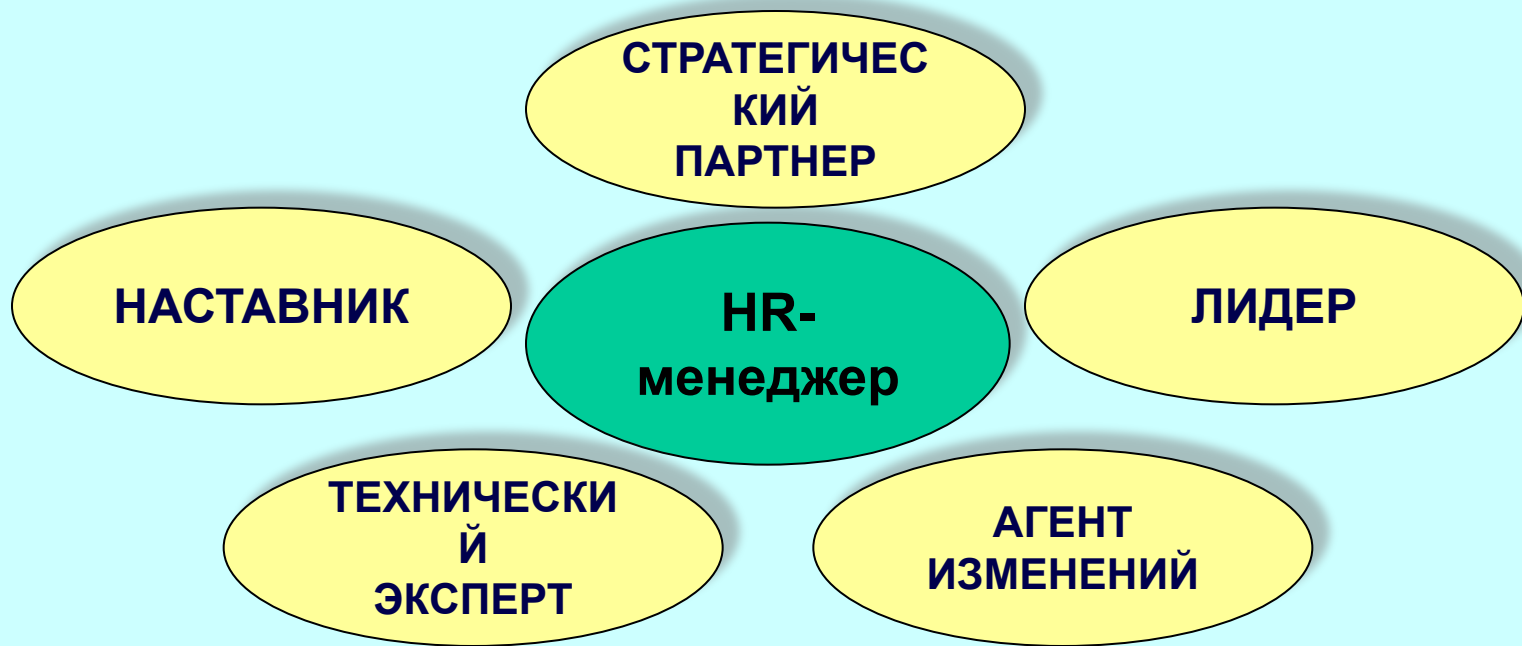 СТРАТЕГИЧЕС
КИЙ
ПАРТНЕР
НАСТАВНИК
HR-
менеджер
ЛИДЕР
ТЕХНИЧЕСКИ
Й
ЭКСПЕРТ
АГЕНТ
ИЗМЕНЕНИЙ